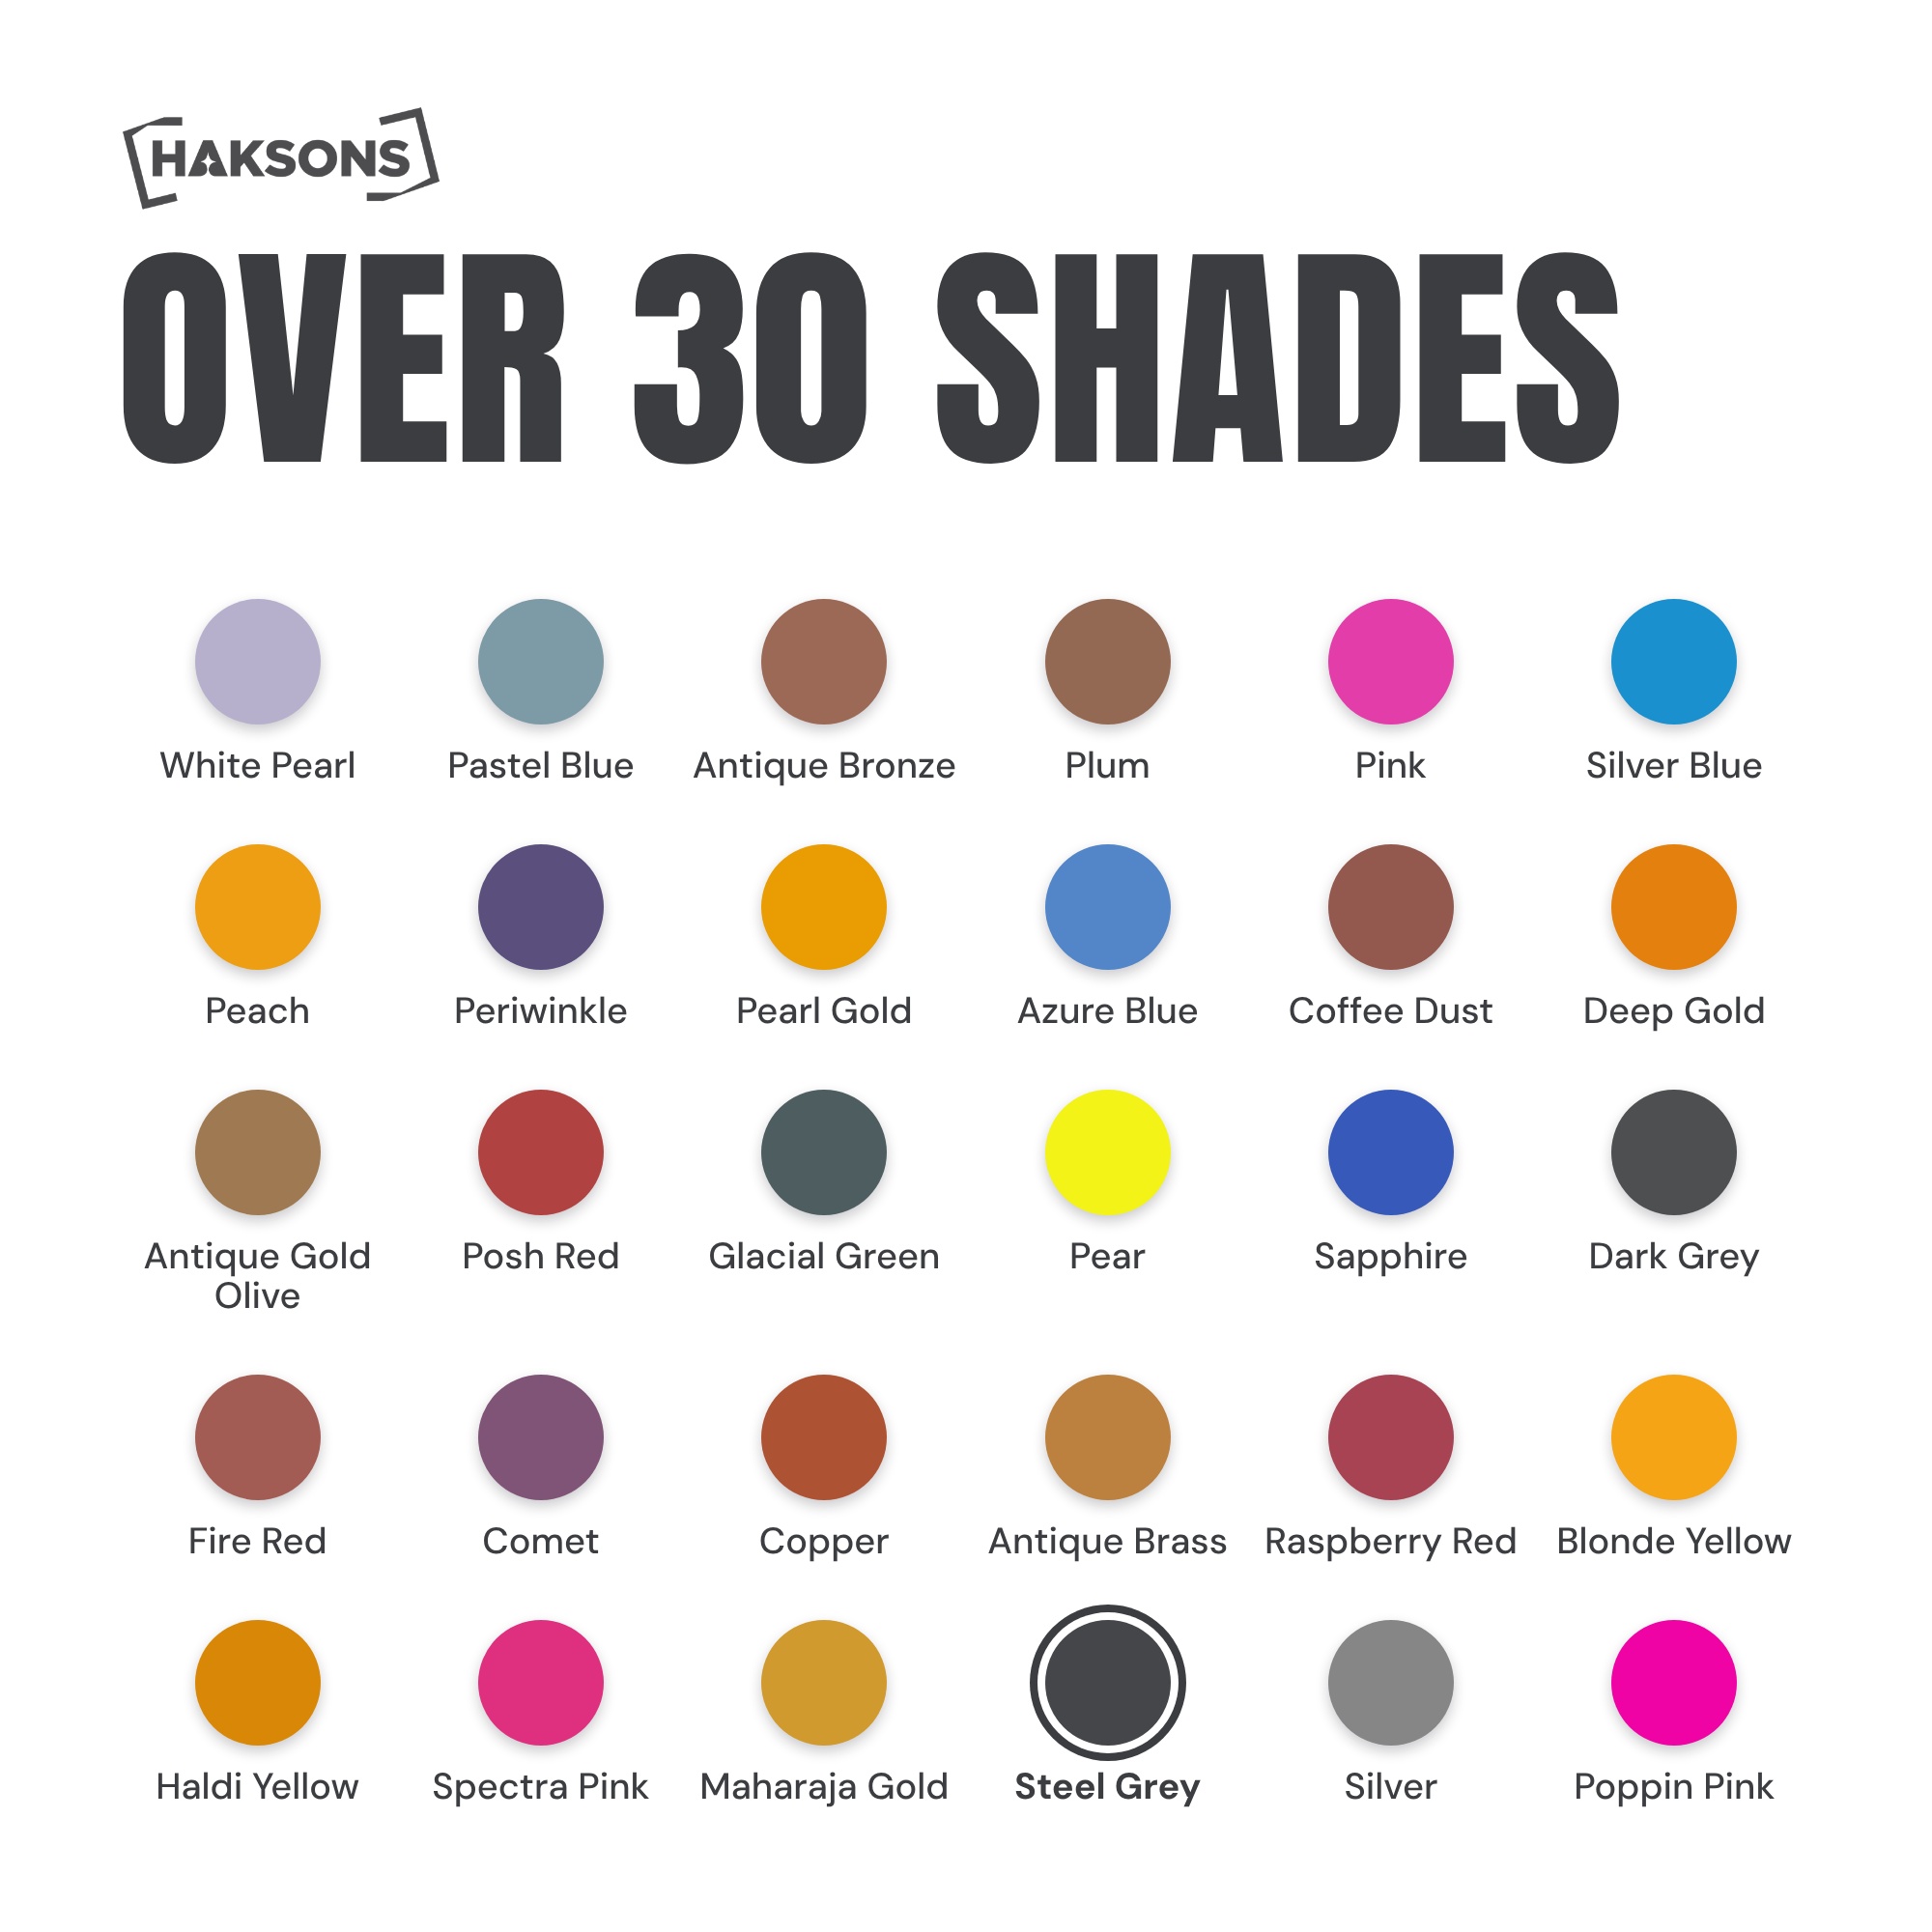 HAKSONS
OVER 30 SHADES
White Pearl
Pastel Blue
Antique Bronze
Plum
Pink
Silver Blue
Peach
Periwinkle
Pearl Gold
Azure Blue
Coffee Dust
Deep Gold
Antique Gold
Olive
Posh Red
Glacial Green
Pear
Sapphire
Dark Grey
Fire Red
Comet
Copper
Antique Brass
Raspberry Red
Blonde Yellow
Haldi Yellow
Spectra Pink
Maharaja Gold
Steel Grey
Silver
Poppin Pink